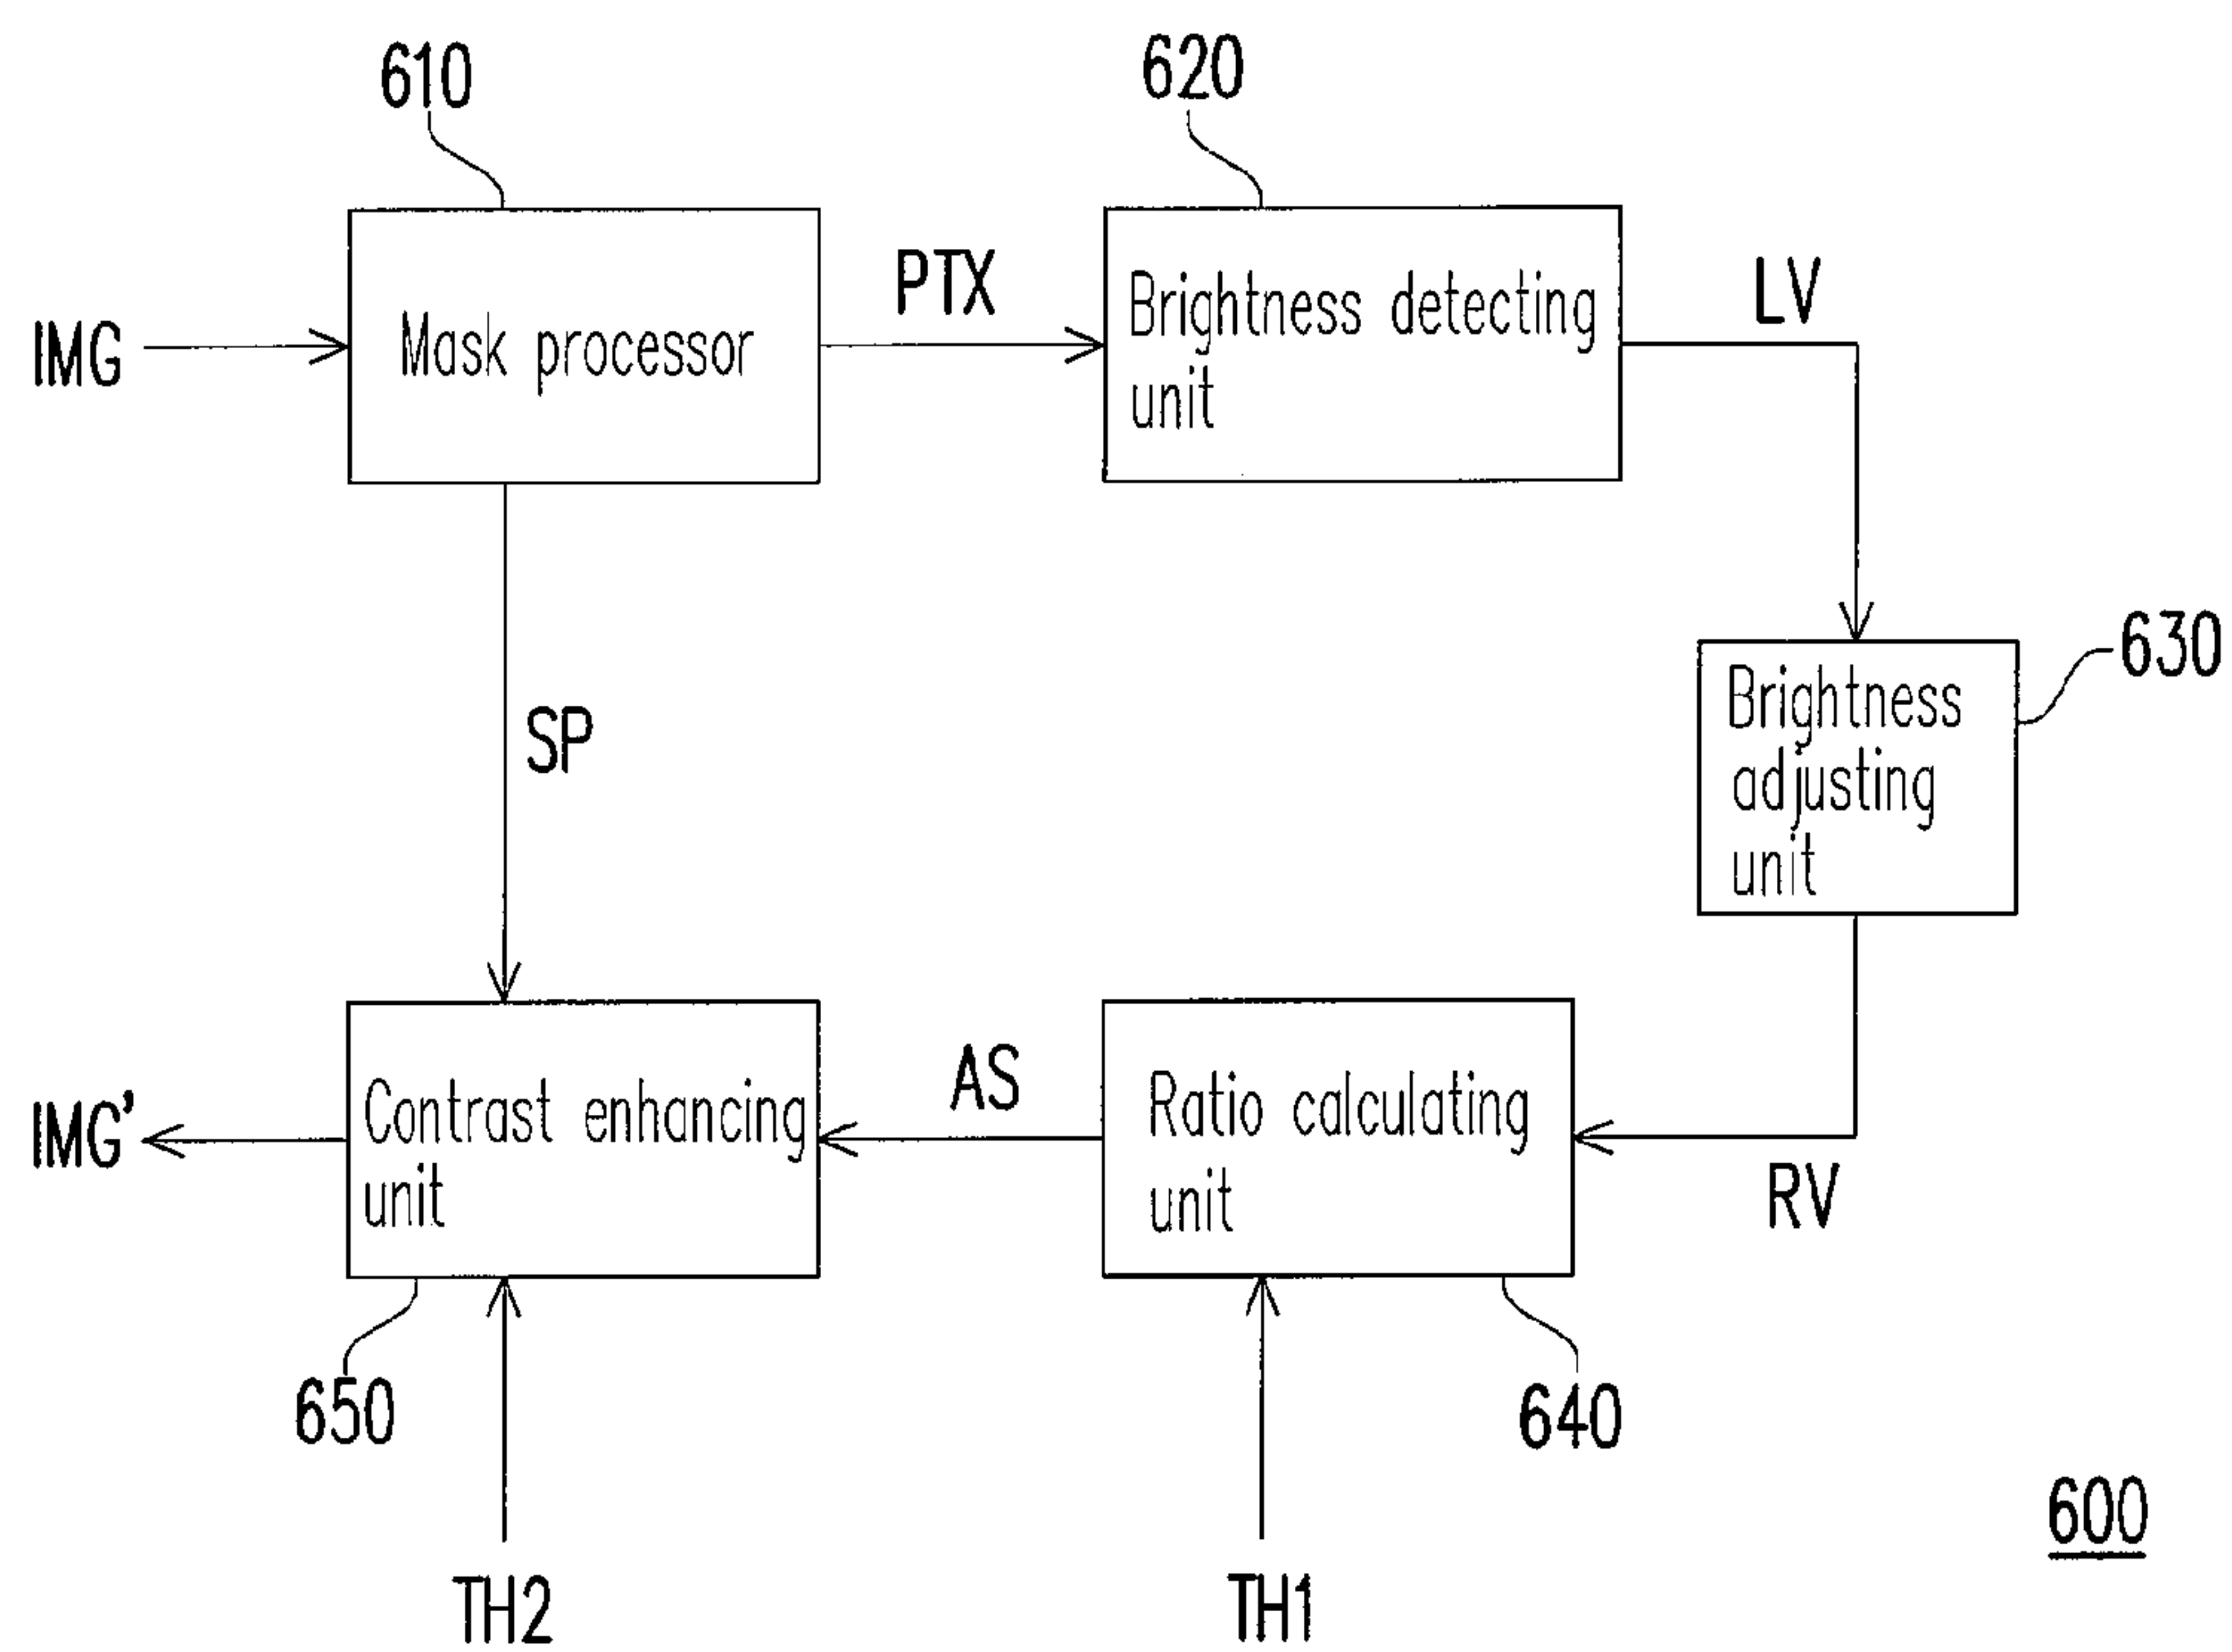 610
620
IMG
Mask processor
PTX
Brightness detecting
unit
LV
630
Brightness
adjusting
unit
SP
IMG'
Contrast enhancing
unit
AS
Ratio calculating
unit
RV
650
640
600
TH2
TH1